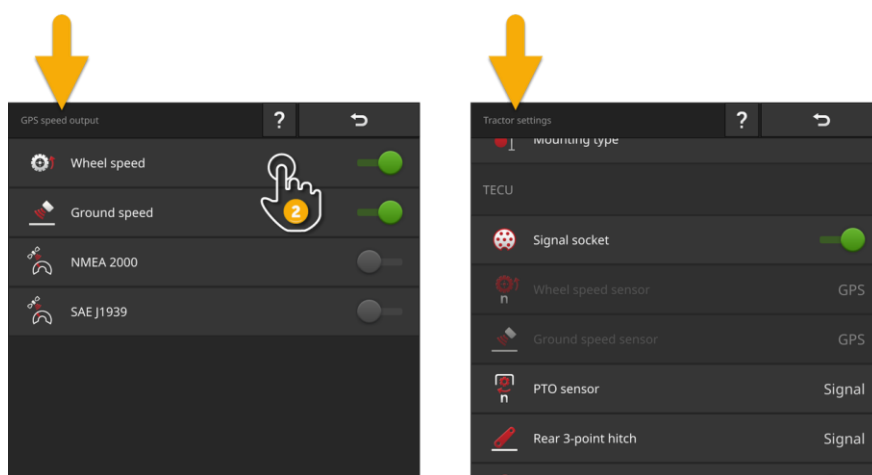 GPS speed output
?
Wheel speed
2
Ground speed
NMEA 2000
SAE J1939
Tractor settings
?
Mounting type
TECU
Signal socket
n
Wheel speed sensor GPS
Ground speed sensor GPS
n
PTO sensor Signal
Rear 3-point hitch Signal